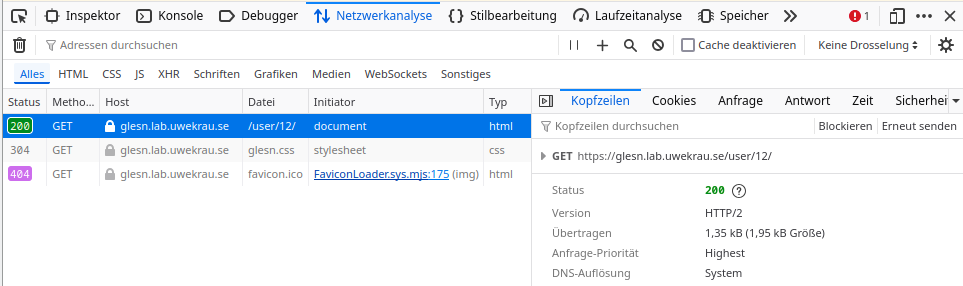 Inspektor Konsole Debugger Netzwerkanalyse Stilbearbeitung Laufzeitanalyse Speicher 1
Adressen durchsuchen Cache deaktivieren Keine Drosselung
Alles HTML CSS JS XHR Schriften Grafiken Medien WebSockets Sonstiges
Status Metho... Host Datei Initiator Typ
200 GET glesn.lab.uwekrau.se /user/12/ document html
304 GET glesn.lab.uwekrau.se glesn.css stylesheet css
404 GET glesn.lab.uwekrau.se favicon.ico FaviconLoader.sys.mjs:175 (img) html
Kopfzeilen Cookies Anfrage Antwort Zeit Sicherheit
Kopfzeilen durchsuchen Blockieren Erneut senden
GET https://glesn.lab.uwekrau.se/user/12/
Status 200 ?
Version HTTP/2
Übertragen 1,35 kB (1,95 kB Größe)
Anfrage-Priorität Highest
DNS-Auflösung System